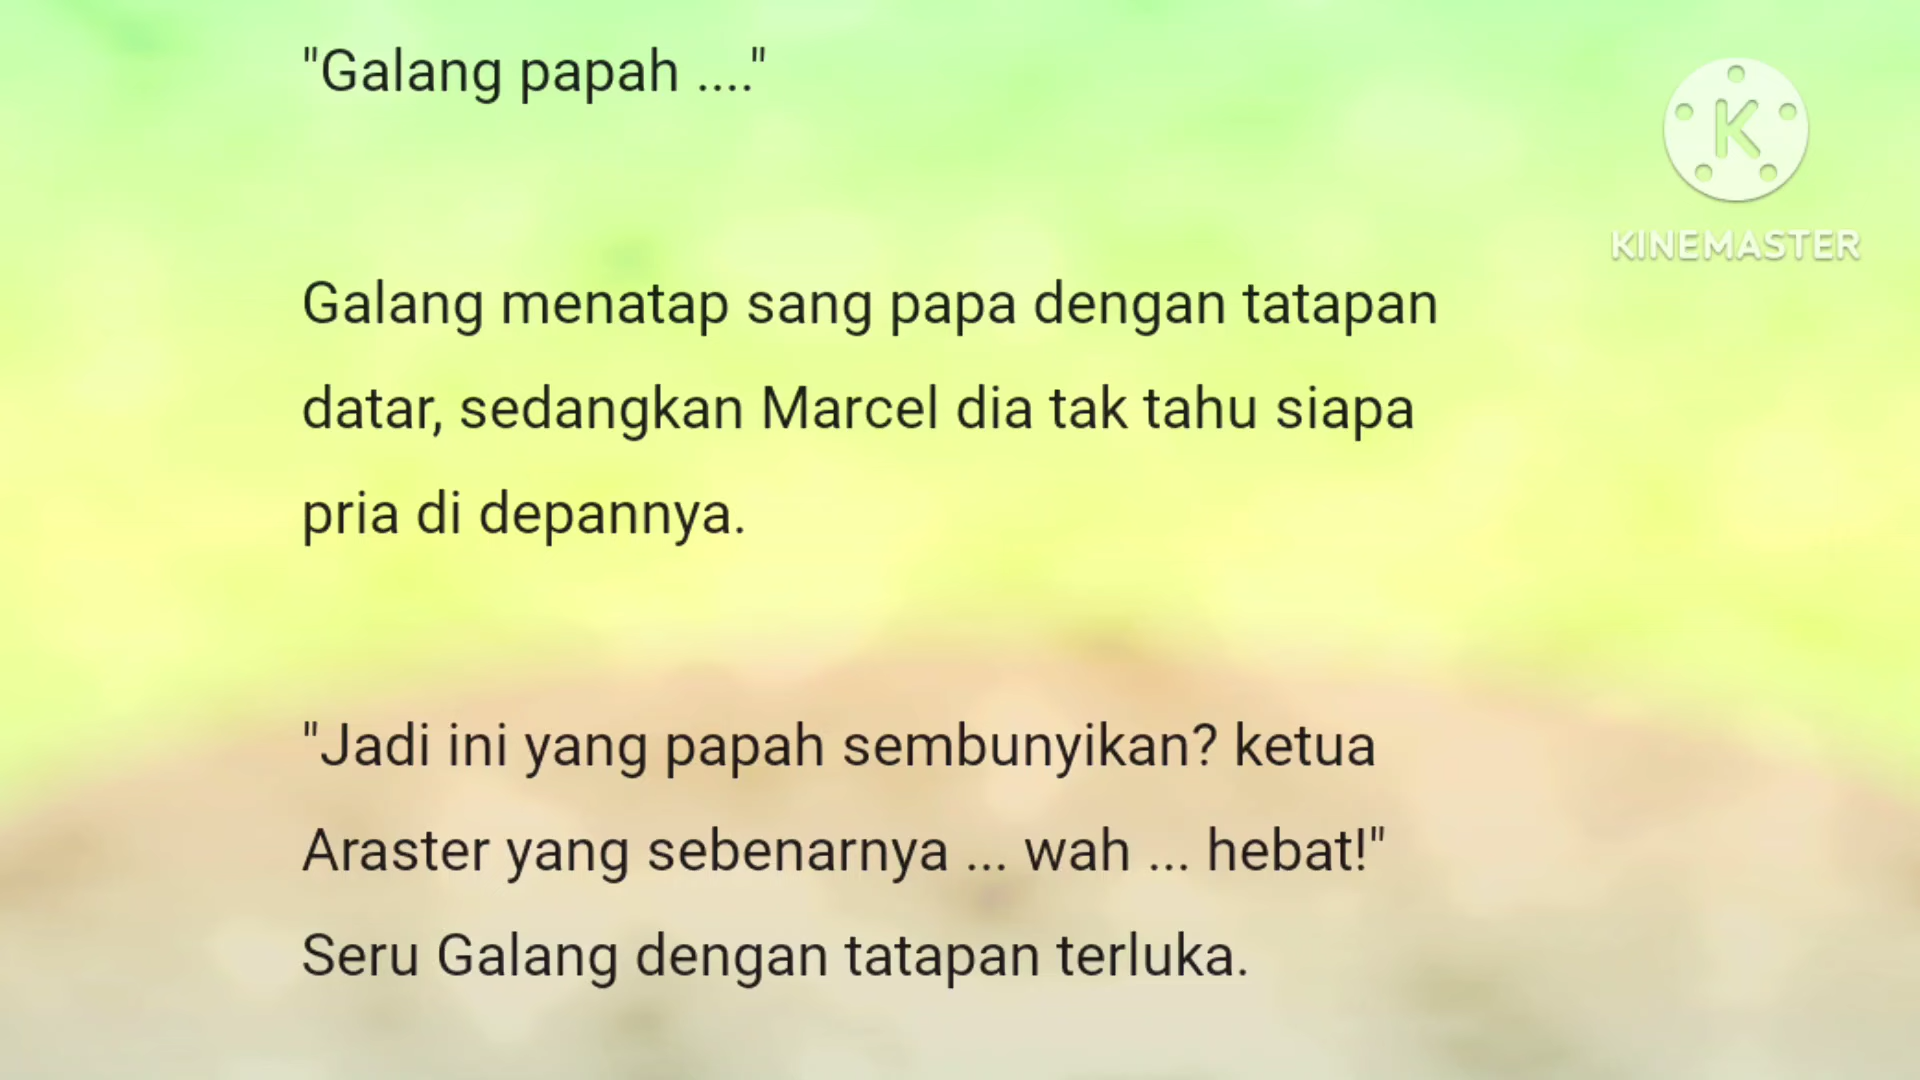 "Galang papah ...."
KINEMASTER
Galang menatap sang papa dengan tatapan
datar, sedangkan Marcel dia tak tahu siapa
pria di depannya.
"Jadi ini yang papah sembunyikan? ketua
Araster yang sebenarnya ... wah ... hebat!"
Seru Galang dengan tatapan terluka.